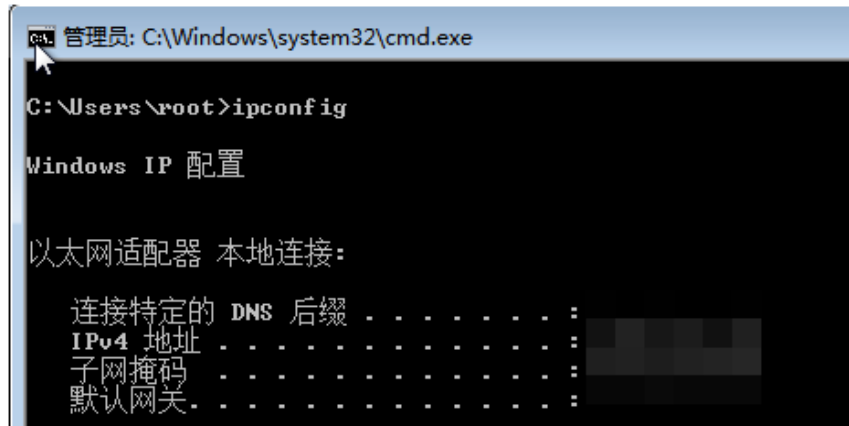 管理员: C:\Windows\system32\cmd.exe
C:\Users\root>ipconfig
Windows IP 配置
以太网适配器 本地连接:
连接特定的 DNS 后缀 . . . . . . . :
IPv4 地址 . . . . . . . . . . . . :
子网掩码 . . . . . . . . . . . . :
默认网关. . . . . . . . . . . . . :